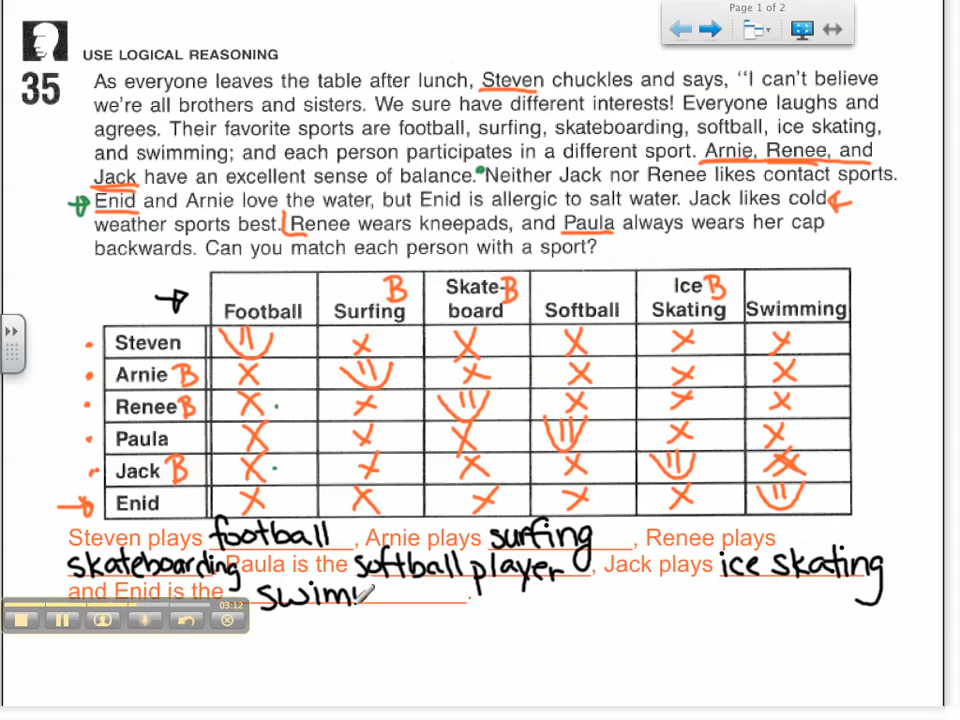 Page 1 of 2
USE LOGICAL REASONING
35
As everyone leaves the table after lunch, Steven chuckles and says, “I can't believe
we're all brothers and sisters. We sure have different interests! Everyone laughs and
agrees. Their favorite sports are football, surfing, skateboarding, softball, ice skating,
and swimming; and each person participates in a different sport. Arnie, Renee, and
Jack have an excellent sense of balance. Neither Jack nor Renee likes contact sports.
Enid and Arnie love the water, but Enid is allergic to salt water. Jack likes cold
weather sports best. Renee wears kneepads, and Paula always wears her cap
backwards. Can you match each person with a sport?
Football Surfing B Skate-board B Softball Ice Skating B Swimming
Steven X X X X X
Arnie B X X X X X
Renee B X X X X X
Paula X X X X X
Jack B X X X X X
Enid X X X X X
Steven plays football, Arnie plays surfing, Renee plays
skateboarding, Paula is the softball player, Jack plays ice skating
and Enid is the swim.
03:12